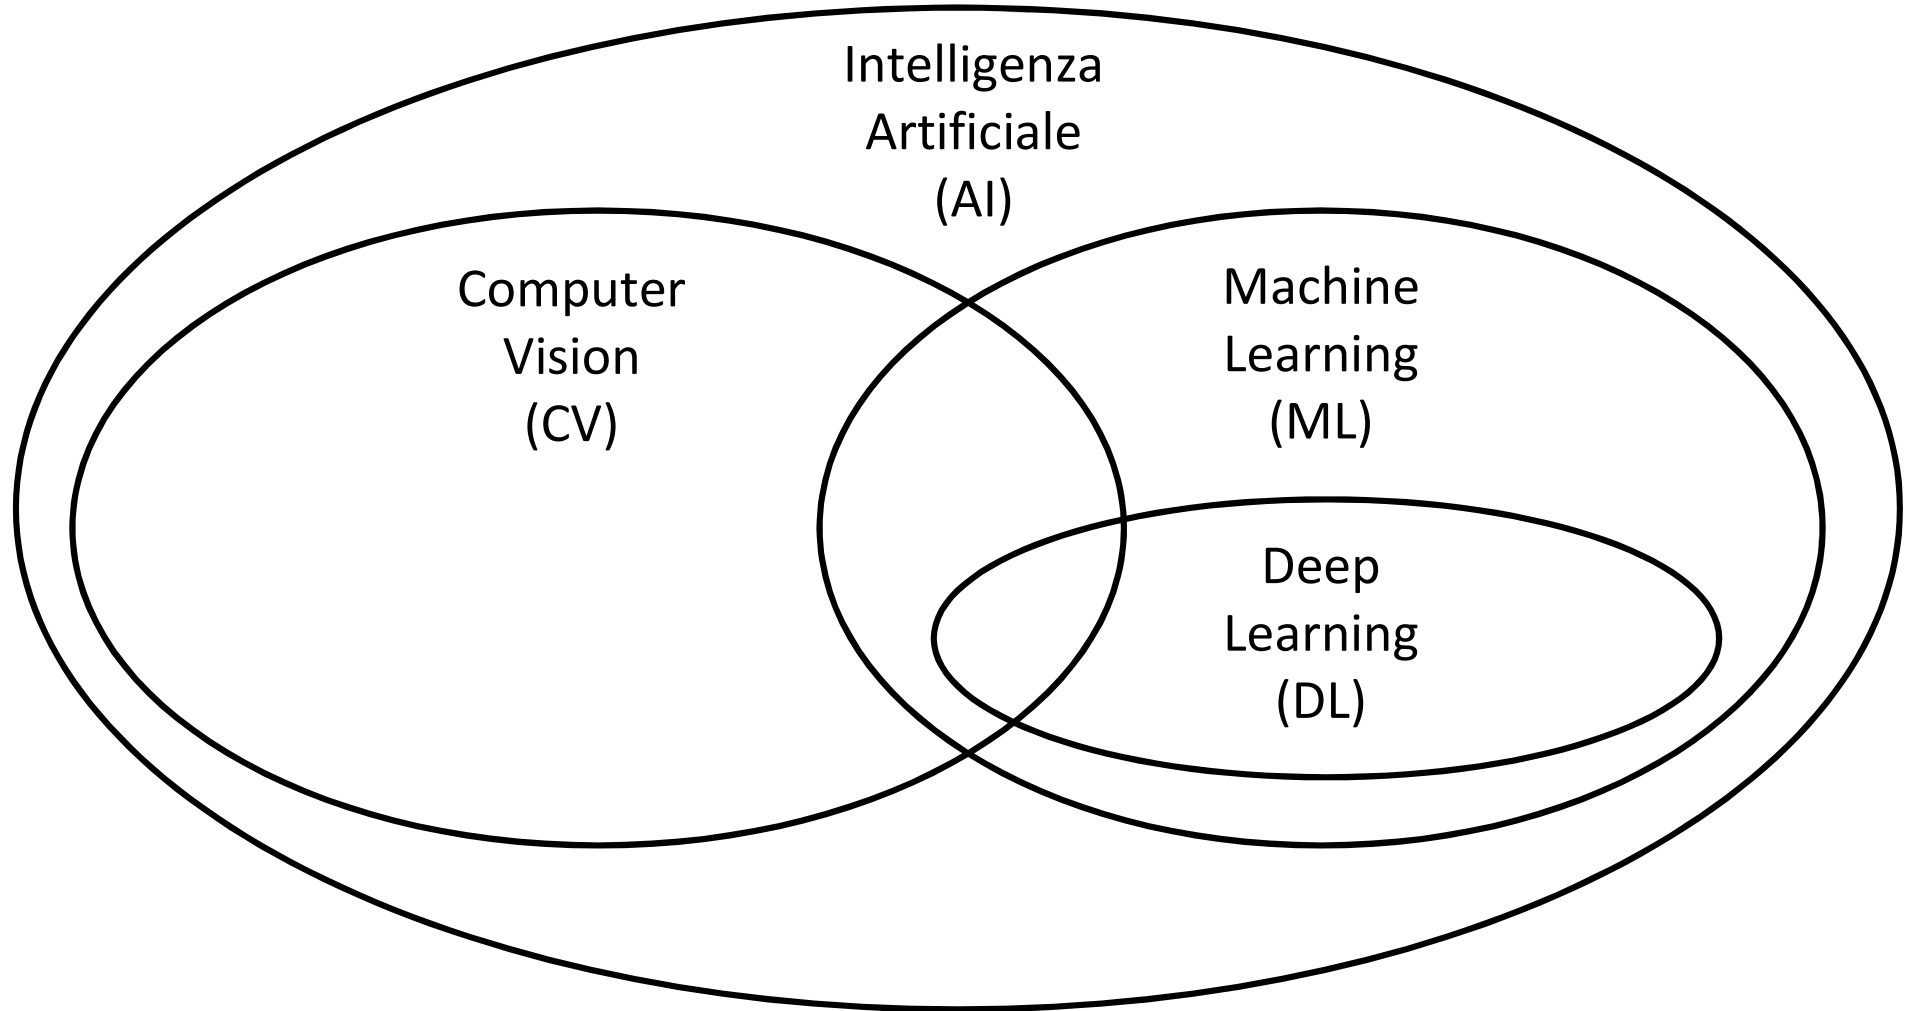 Intelligenza
Artificiale
(AI)
Computer
Vision
(CV)
Machine
Learning
(ML)
Deep
Learning
(DL)